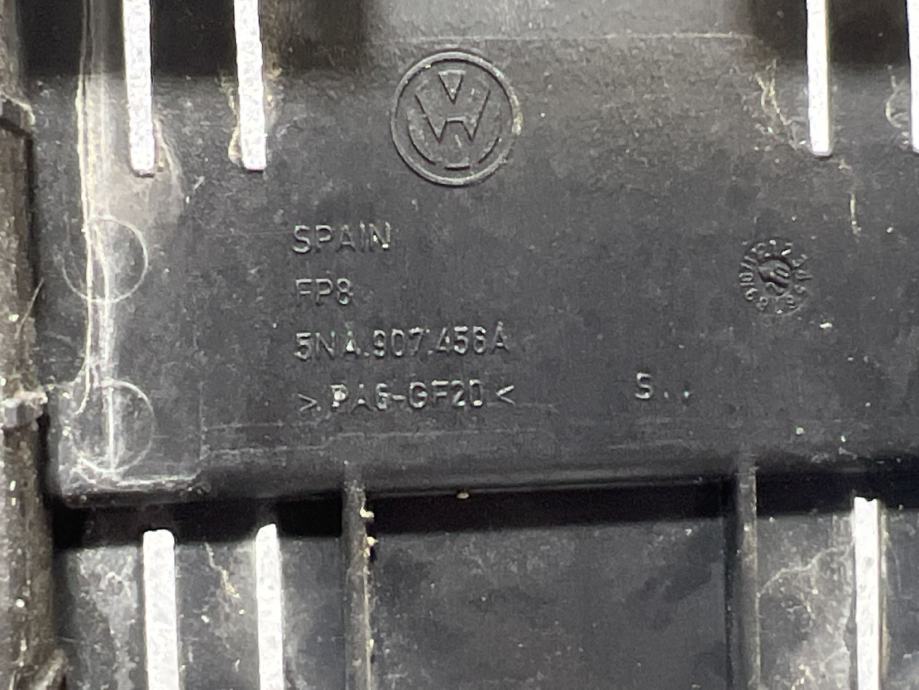 SPAIN
FP8
5NA.907.456A
>PA6-GF20<
S..